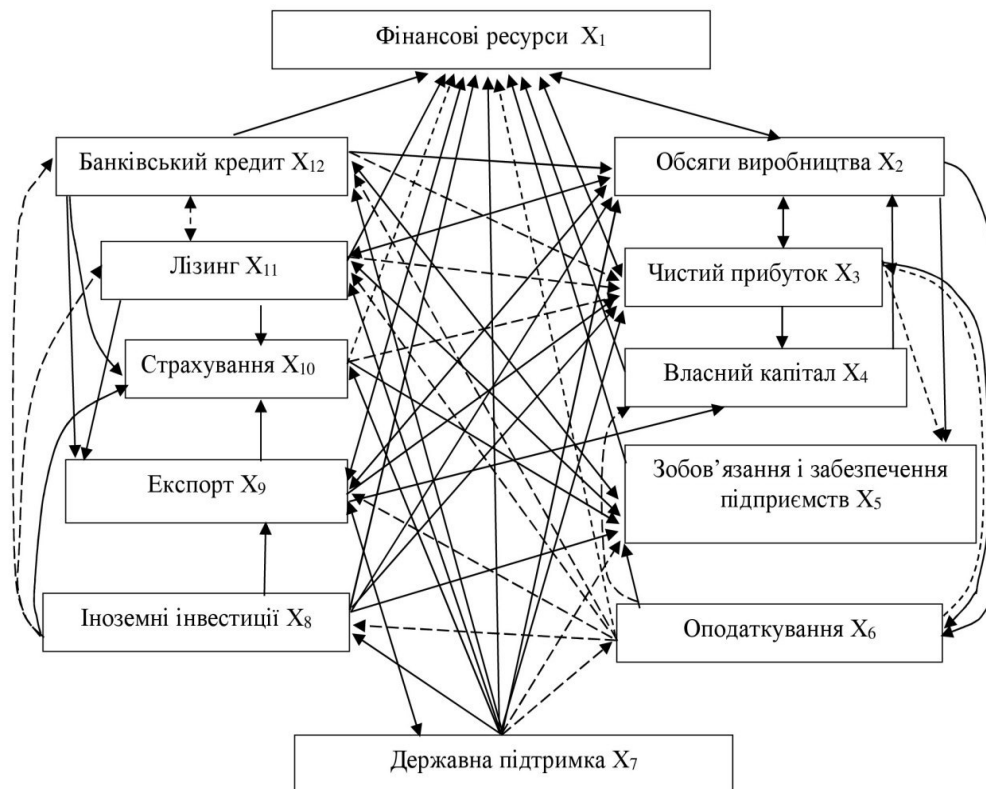 Фінансові ресурси X₁
Банківський кредит X₁₂
Обсяги виробництва X₂
Лізинг X₁₁
Чистий прибуток X₃
Страхування X₁₀
Власний капітал X₄
Експорт X₉
Зобов’язання і забезпечення
підприємств X₅
Іноземні інвестиції X₈
Оподаткування X₆
Державна підтримка X₇